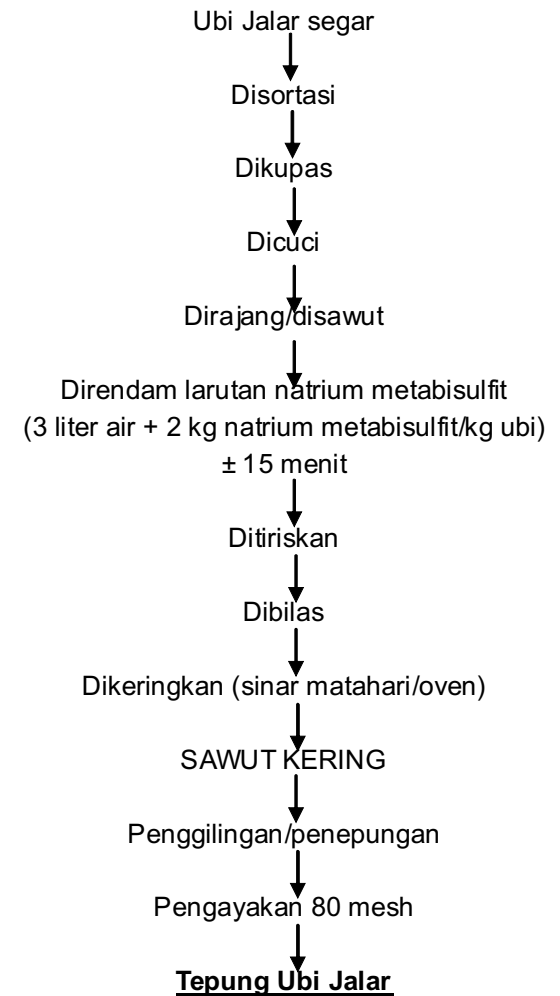 Ubi Jalar segar
Disortasi
Dikupas
Dicuci
Dirajang/disawut
Direndam larutan natrium metabisulfit
(3 liter air + 2 kg natrium metabisulfit/kg ubi)
± 15 menit
Ditiriskan
Dibilas
Dikeringkan (sinar matahari/oven)
SAWUT KERING
Penggilingan/penepungan
Pengayakan 80 mesh
Tepung Ubi Jalar